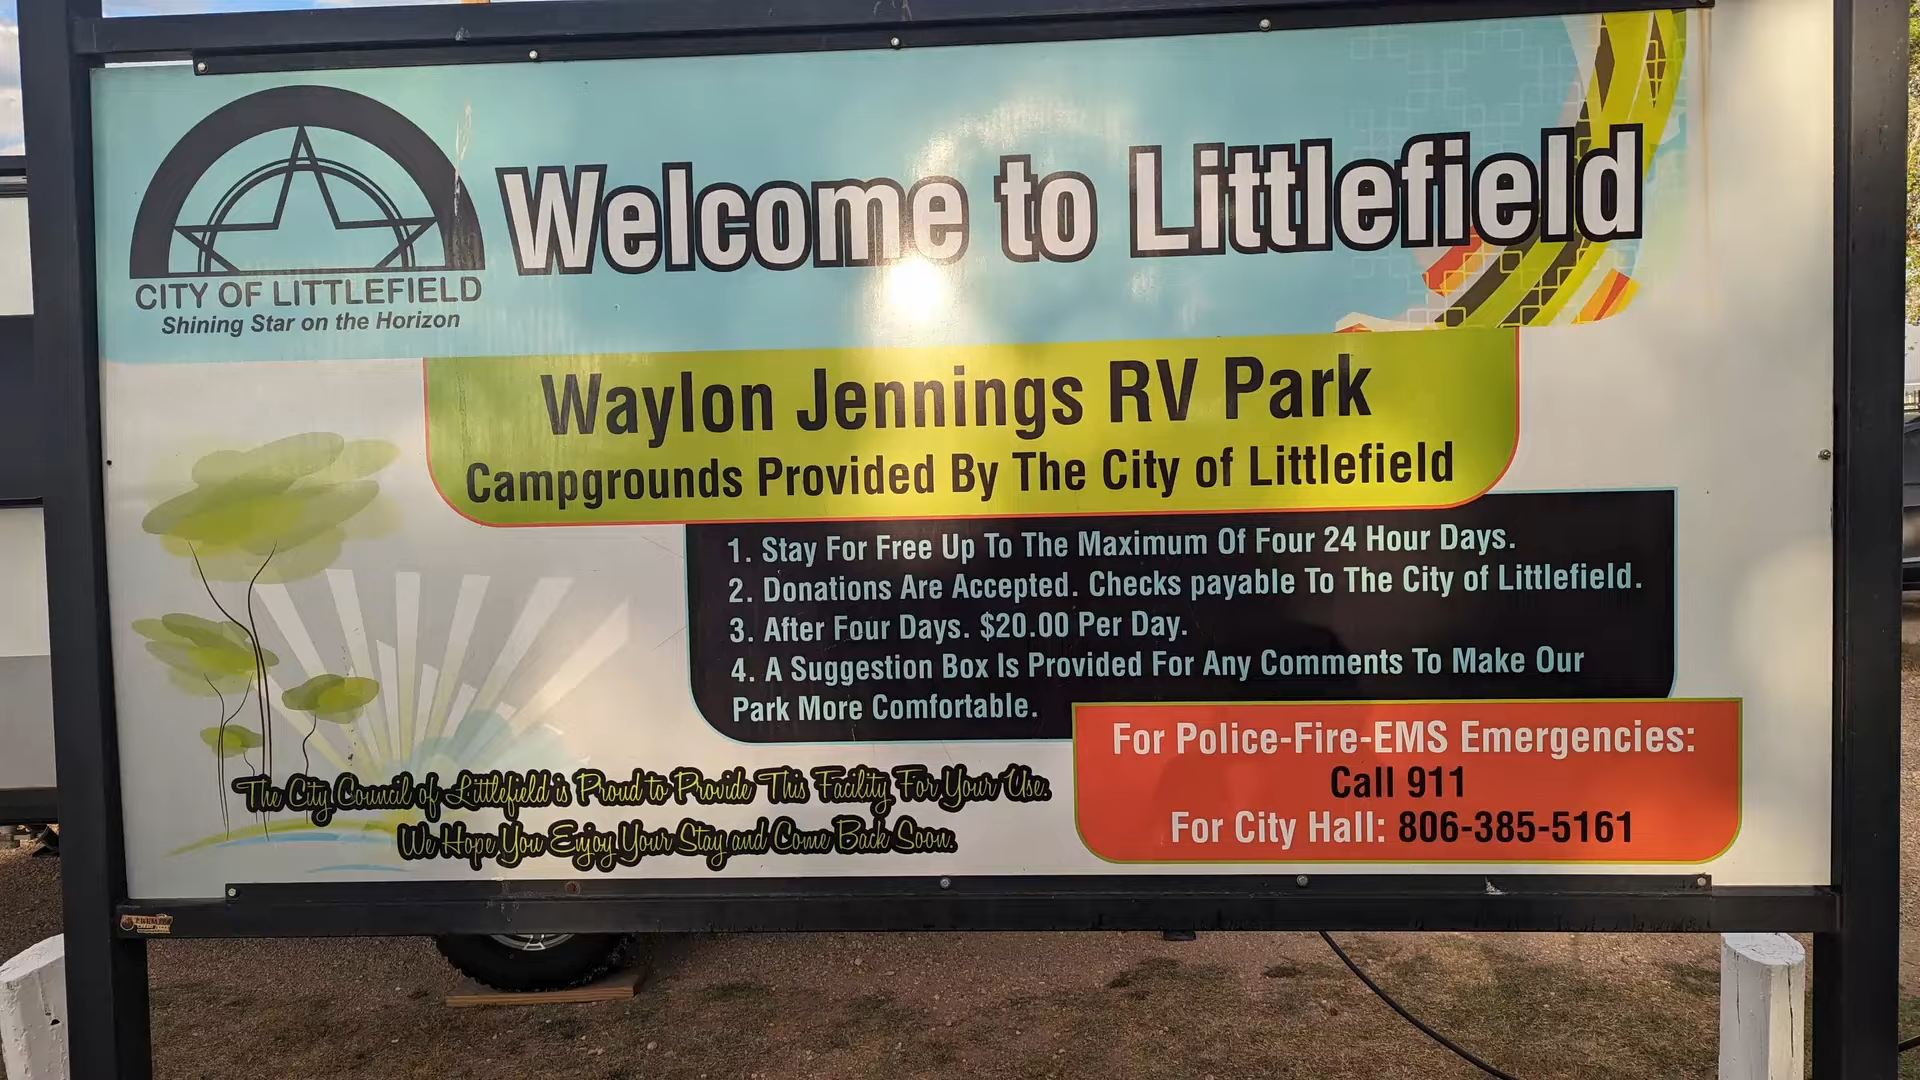 Welcome to Littlefield
CITY OF LITTLEFIELD
Shining Star on the Horizon
Waylon Jennings RV Park
Campgrounds Provided By The City of Littlefield
1. Stay For Free Up To The Maximum Of Four 24 Hour Days.
2. Donations Are Accepted. Checks payable To The City of Littlefield.
3. After Four Days. $20.00 Per Day.
4. A Suggestion Box Is Provided For Any Comments To Make Our
Park More Comfortable.
For Police-Fire-EMS Emergencies:
Call 911
For City Hall: 806-385-5161
The City Council of Littlefield is Proud to Provide This Facility For Your Use.
We Hope You Enjoy Your Stay and Come Back Soon.